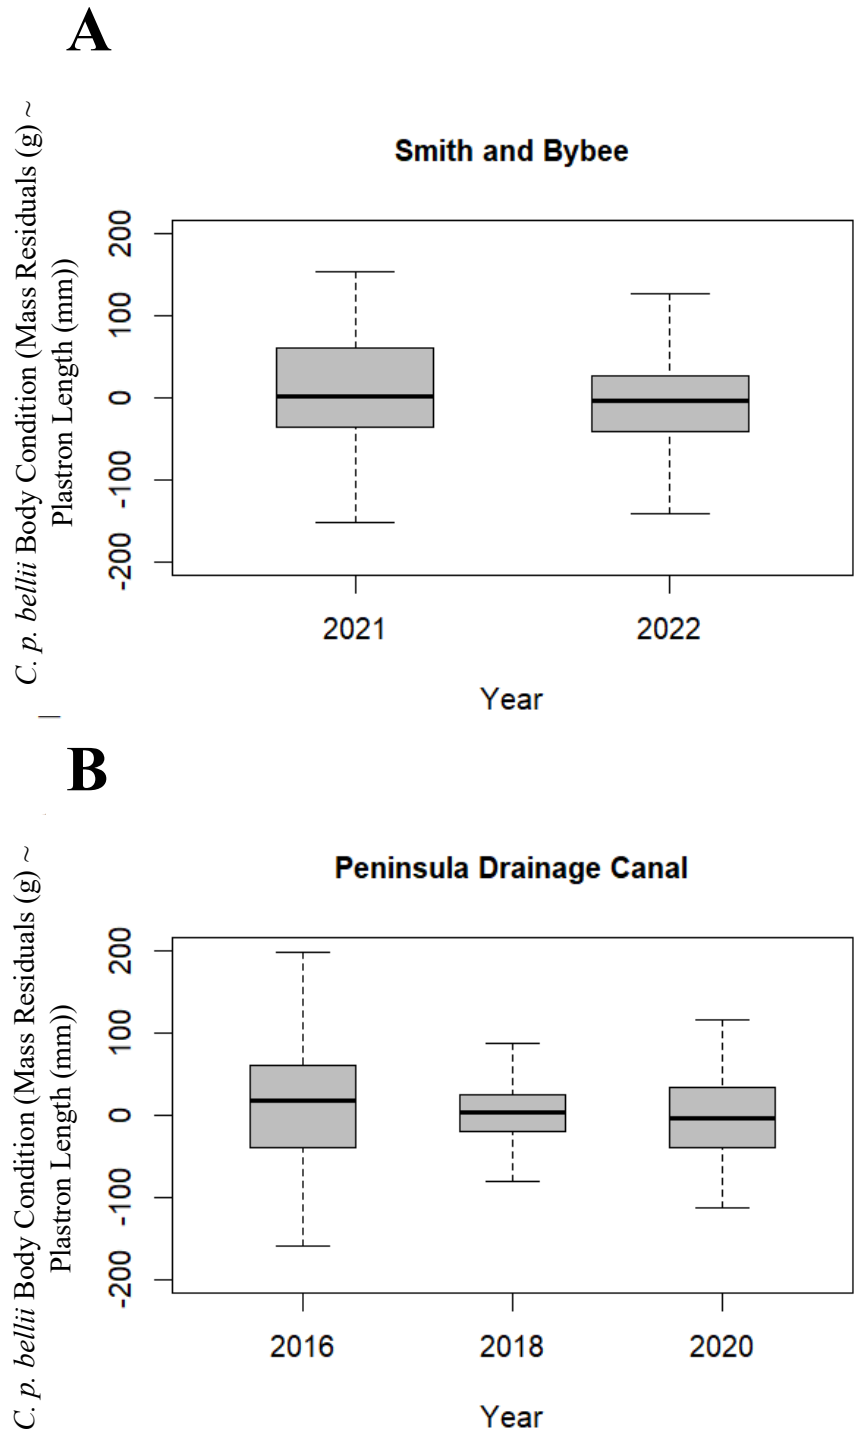 A
Smith and Bybee
C. p. bellii Body Condition (Mass Residuals (g) ~
Plastron Length (mm))
200
100
0
-100
-200
2021 2022
Year
B
Peninsula Drainage Canal
C. p. bellii Body Condition (Mass Residuals (g) ~
Plastron Length (mm))
200
100
0
-100
-200
2016 2018 2020
Year